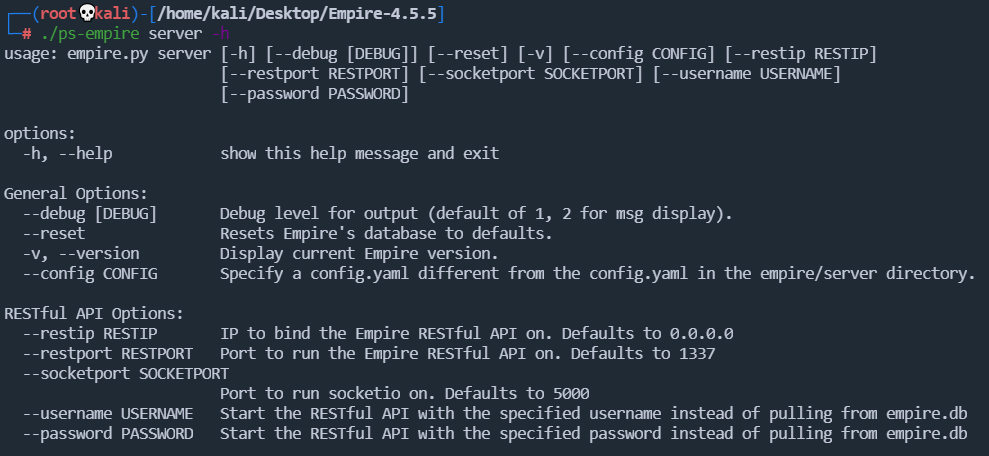 (root💀kali)-[/home/kali/Desktop/Empire-4.5.5]
# ./ps-empire server -h
usage: empire.py server [-h] [--debug [DEBUG]] [--reset] [-v] [--config CONFIG] [--restip RESTIP]
[--restport RESTPORT] [--socketport SOCKETPORT] [--username USERNAME]
[--password PASSWORD]
options:
-h, --help show this help message and exit
General Options:
--debug [DEBUG] Debug level for output (default of 1, 2 for msg display).
--reset Resets Empire's database to defaults.
-v, --version Display current Empire version.
--config CONFIG Specify a config.yaml different from the config.yaml in the empire/server directory.
RESTful API Options:
--restip RESTIP IP to bind the Empire RESTful API on. Defaults to 0.0.0.0
--restport RESTPORT Port to run the Empire RESTful API on. Defaults to 1337
--socketport SOCKETPORT
Port to run socketio on. Defaults to 5000
--username USERNAME Start the RESTful API with the specified username instead of pulling from empire.db
--password PASSWORD Start the RESTful API with the specified password instead of pulling from empire.db